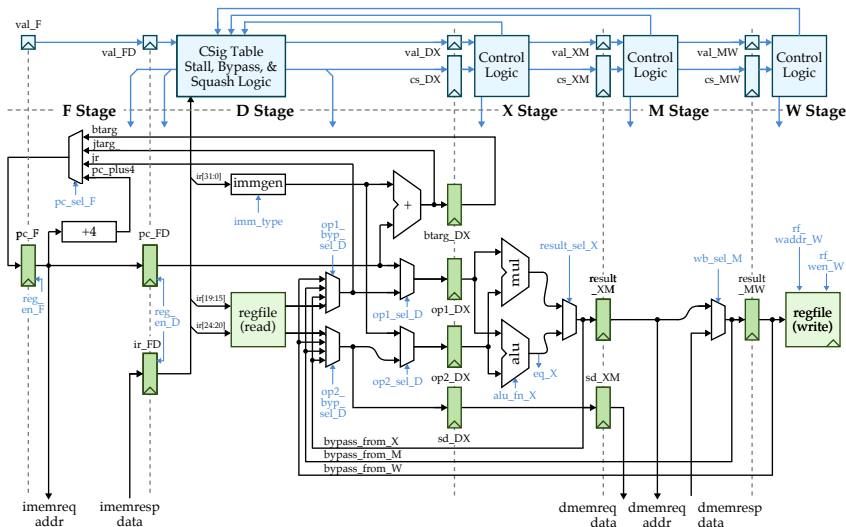 val_F
val_FD
CSig Table
Stall, Bypass, &
Squash Logic
val_DX
Control
Logic
val_XM
Control
Logic
val_MW
Control
Logic
cs_DX
cs_XM
cs_MW
F Stage
D Stage
X Stage
M Stage
W Stage
btarg
jtarg
jr
pc_plus4
ir[31:0]
immgen
imm_type
pc_sel_F
+4
+
btarg_DX
pc_F
pc_FD
reg_
en_F
reg_
en_D
ir_FD
op1_
byp_
sel_D
ir[19:15]
ir[24:20]
regfile
(read)
op1_sel_D
op1_DX
mul
result_sel_X
result
_XM
wb_sel_M
result
_MW
rf_
waddr_W
rf_
wen_W
regfile
(write)
op2_
byp_
sel_D
op2_sel_D
op2_DX
alu
eq_X
alu_fn_X
sd_DX
sd_XM
bypass_from_X
bypass_from_M
bypass_from_W
imemreq
addr
imemresp
data
dmemreq
data
dmemreq
addr
dmemresp
data